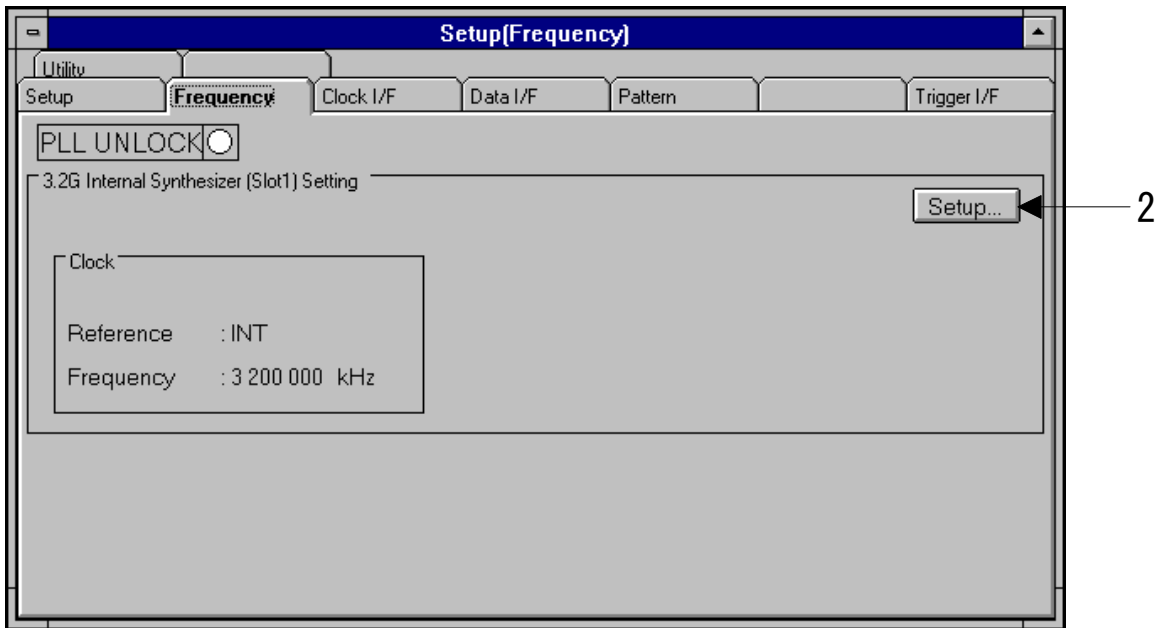 Setup(Frequency)
Utility
Setup Frequency Clock I/F Data I/F Pattern Trigger I/F
PLL UNLOCK
3.2G Internal Synthesizer (Slot1) Setting
Setup... 2
Clock
Reference : INT
Frequency : 3 200 000 kHz